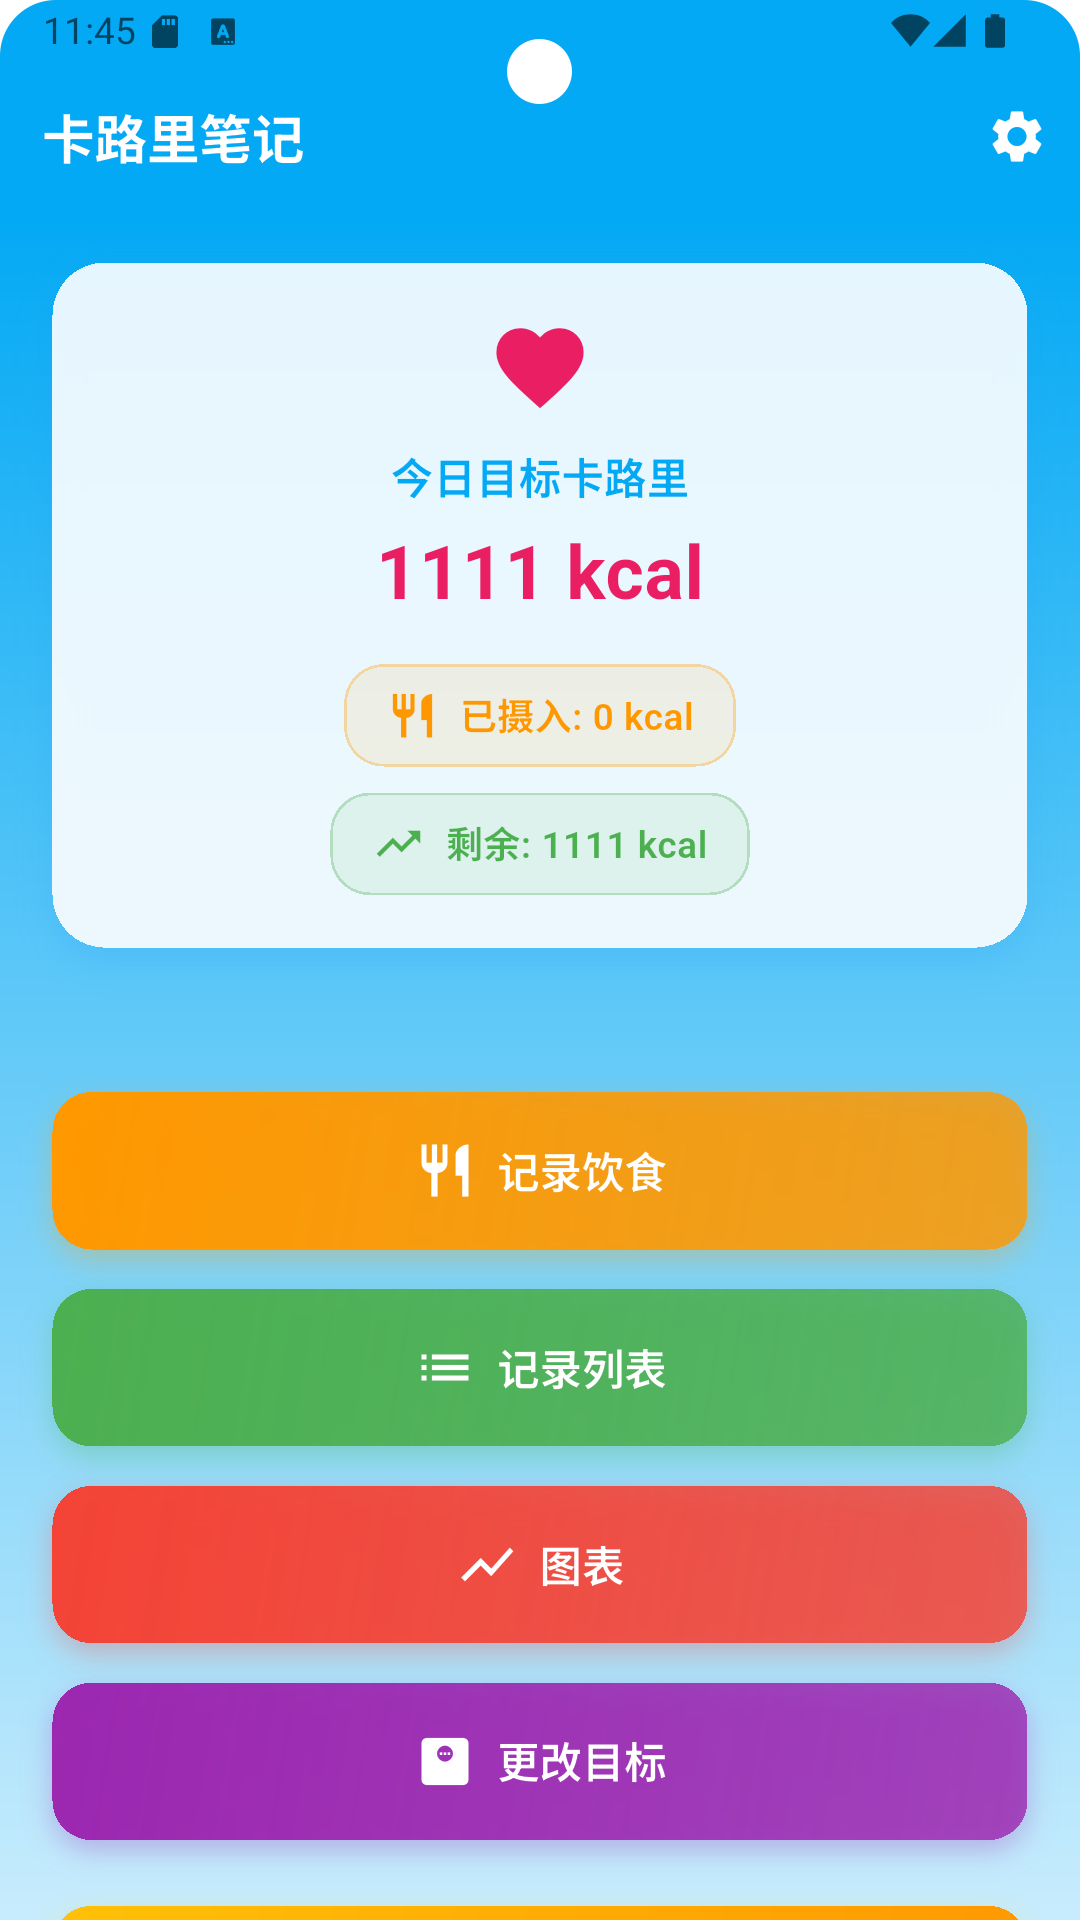 11:45
卡路里笔记
今日目标卡路里
1111 kcal
已摄入: 0 kcal
剩余: 1111 kcal
记录饮食
记录列表
图表
更改目标